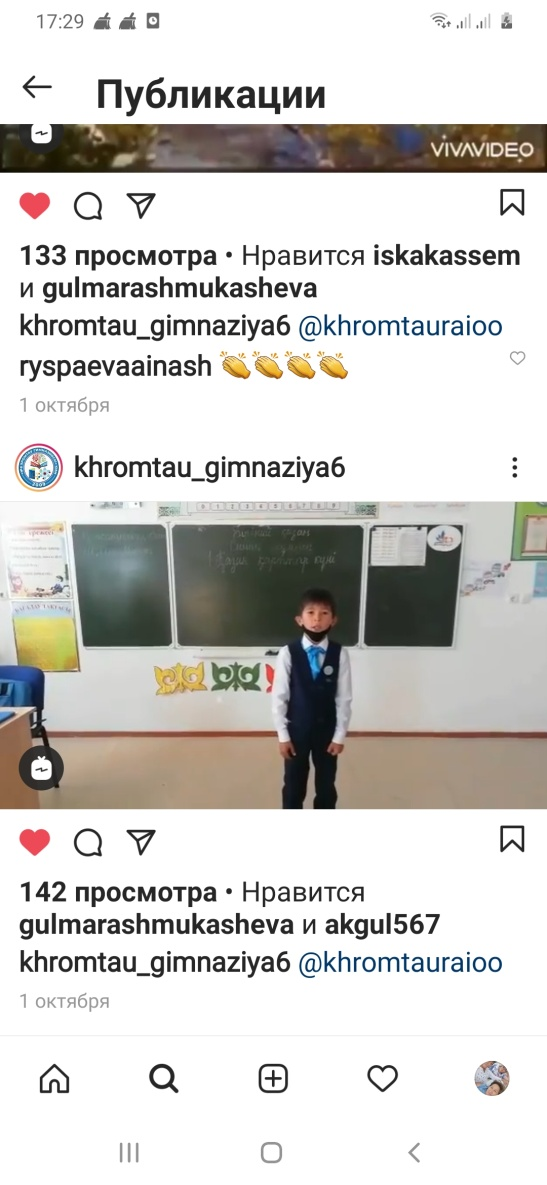 17:29
Публикации
VIVAVIDEO
133 просмотра • Нравится iskakassem
и gulmarashmukasheva
khromtau_gimnaziya6 @khromtauraioo
ryspaevaainash 👏👏👏👏
1 октября
khromtau_gimnaziya6
142 просмотра • Нравится
gulmarashmukasheva и akgul567
khromtau_gimnaziya6 @khromtauraioo
1 октября